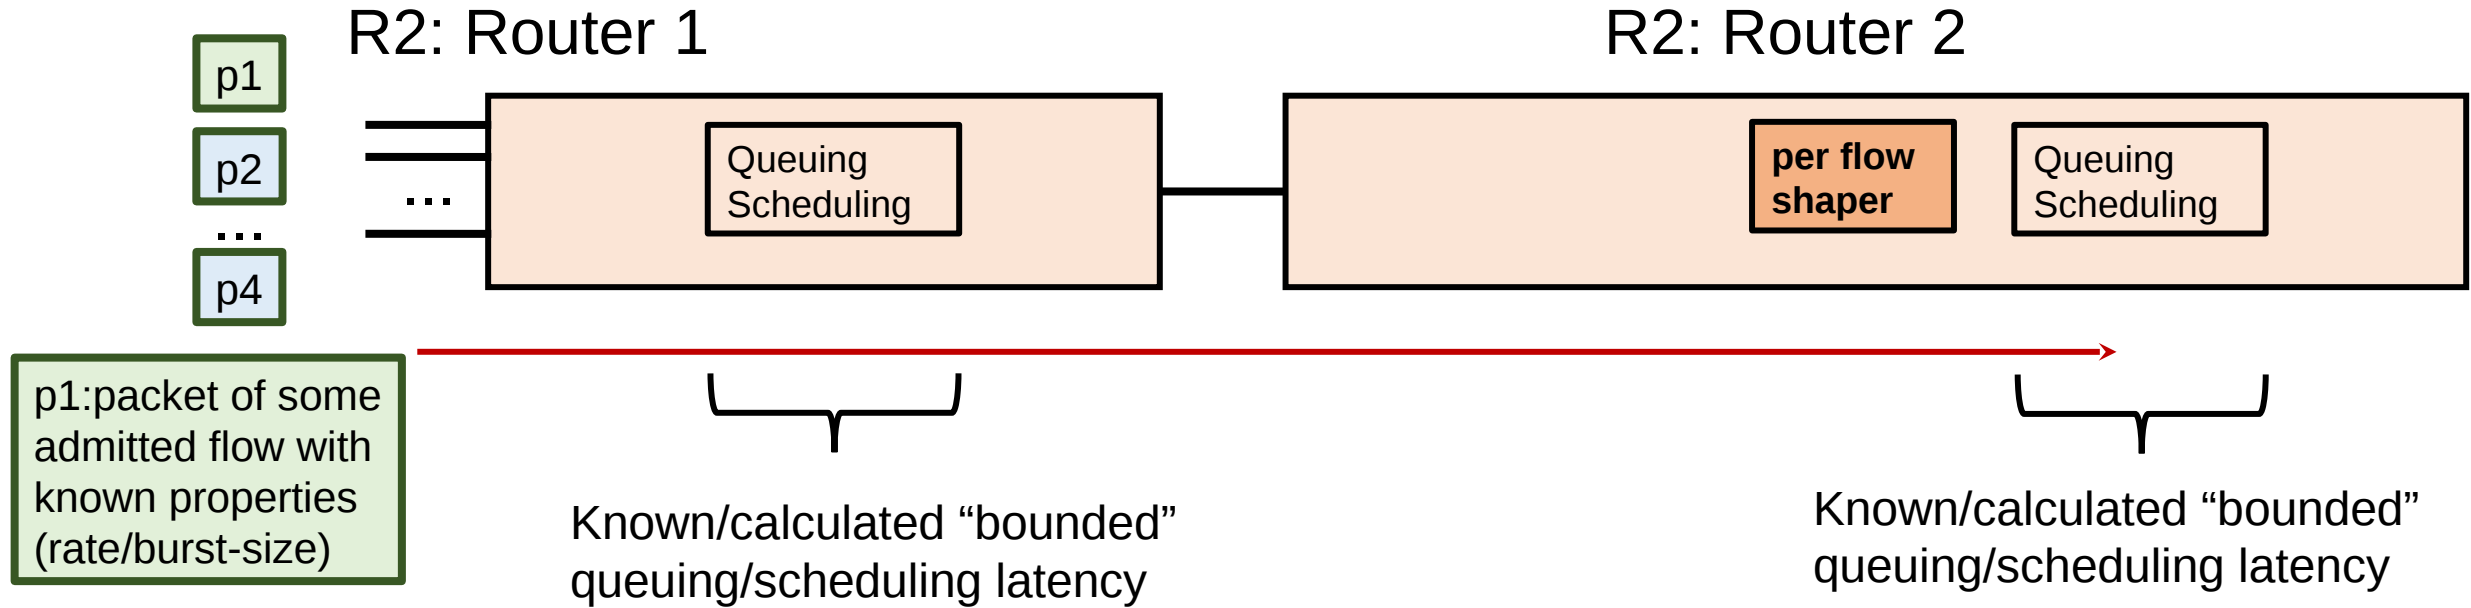 R2: Router 1
R2: Router 2
p1
p2
...
p4
...
Queuing
Scheduling
per flow
shaper
Queuing
Scheduling
p1:packet of some
admitted flow with
known properties
(rate/burst-size)
Known/calculated “bounded”
queuing/scheduling latency
Known/calculated “bounded”
queuing/scheduling latency